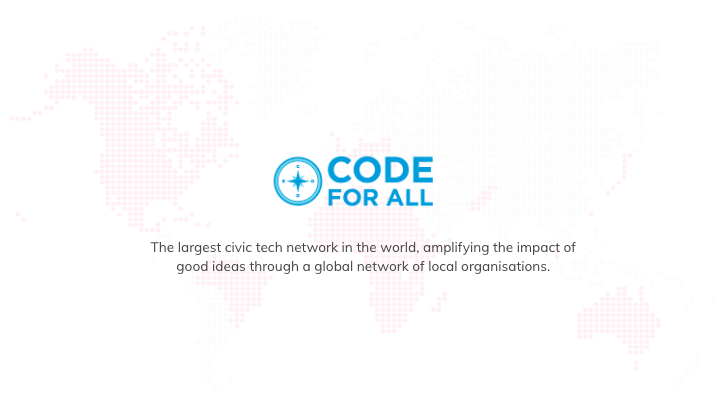 CODE
FOR ALL
The largest civic tech network in the world, amplifying the impact of
good ideas through a global network of local organisations.